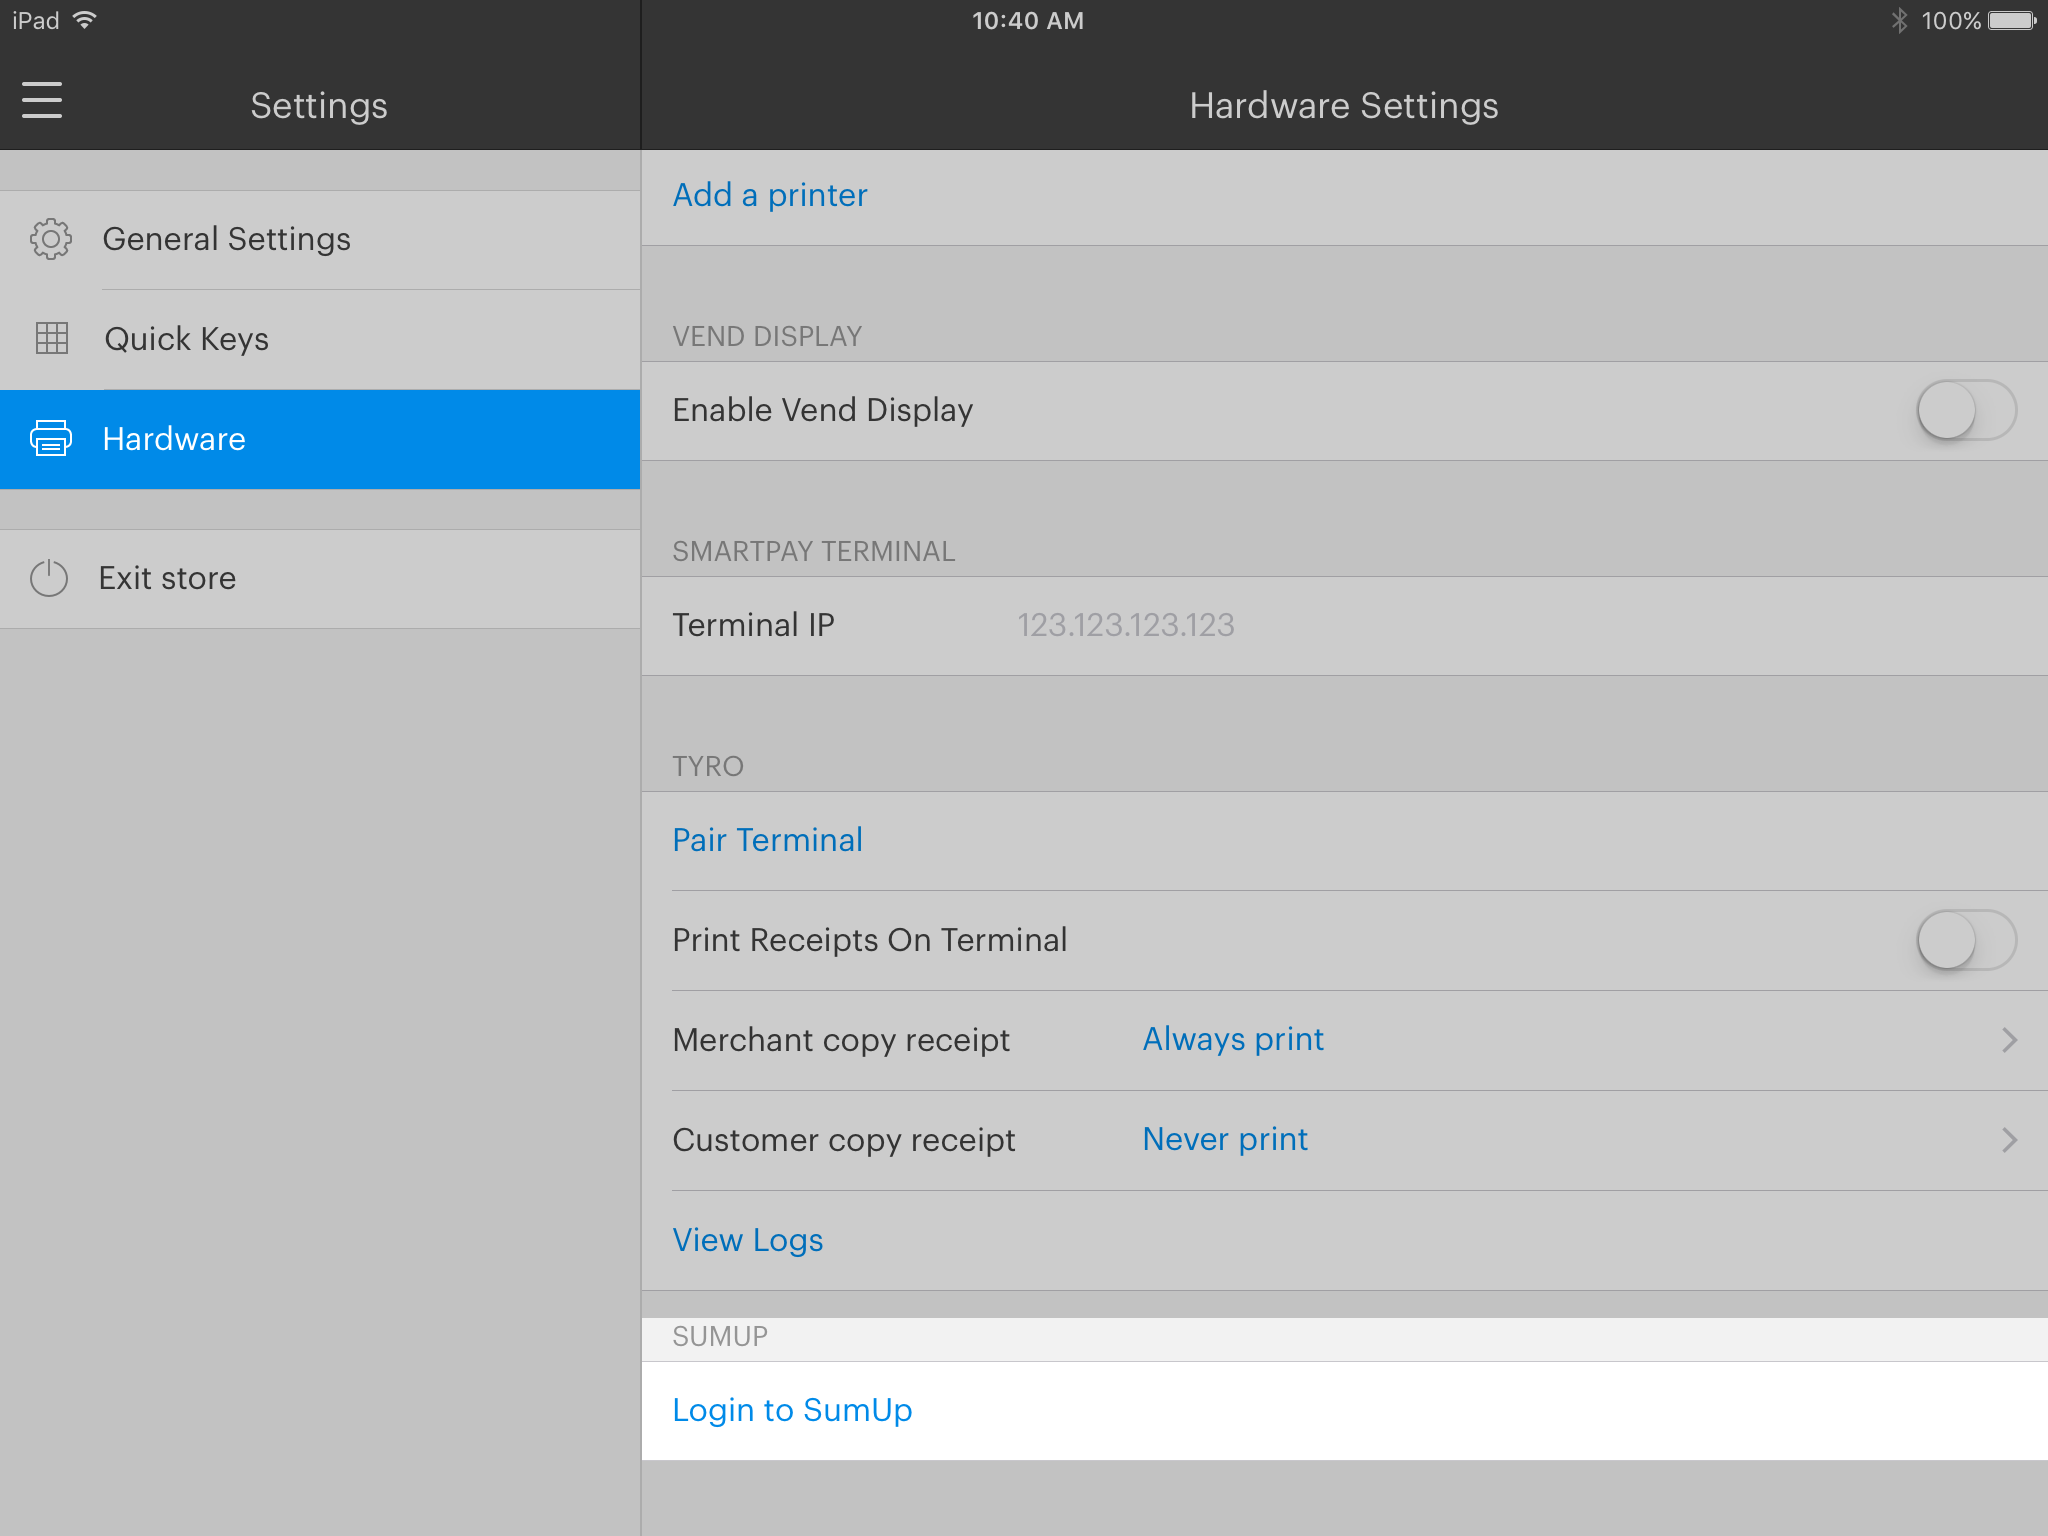 iPad
10:40 AM
100%
Settings
Hardware Settings
General Settings
Quick Keys
Hardware
Exit store
Add a printer
VEND DISPLAY
Enable Vend Display
SMARTPAY TERMINAL
Terminal IP 123.123.123.123
TYRO
Pair Terminal
Print Receipts On Terminal
Merchant copy receipt Always print
Customer copy receipt Never print
View Logs
SUMUP
Login to SumUp